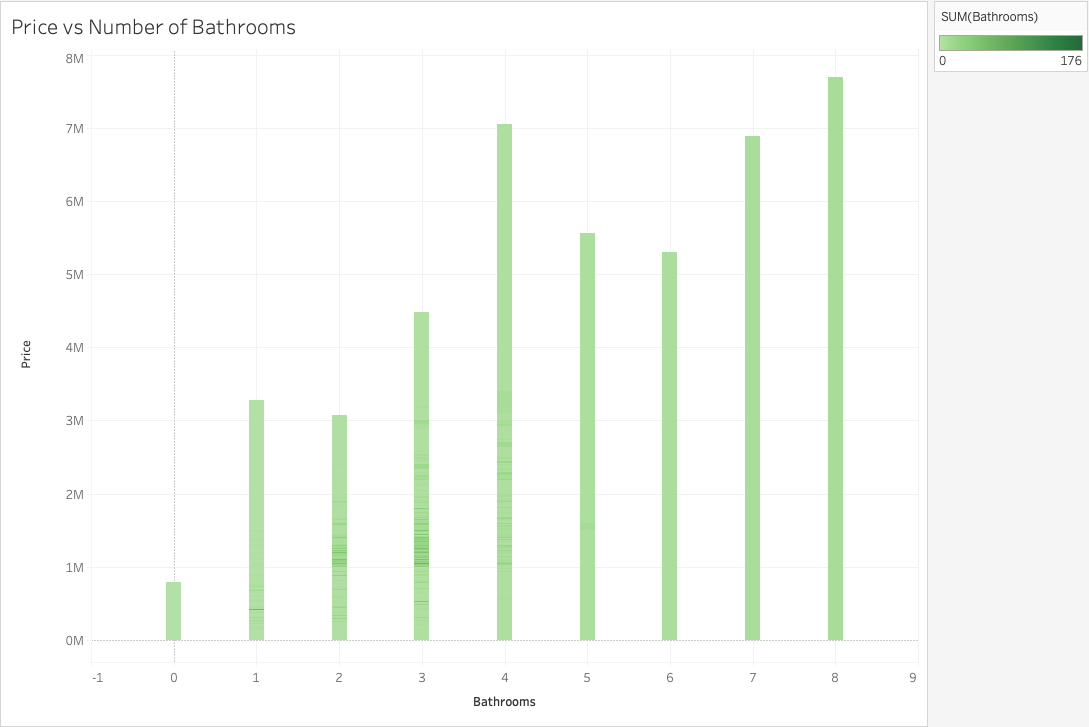 Price vs Number of Bathrooms
SUM(Bathrooms)
0 176
8M
7M
6M
5M
4M
3M
2M
1M
0M
Price
-1 0 1 2 3 4 5 6 7 8 9
Bathrooms